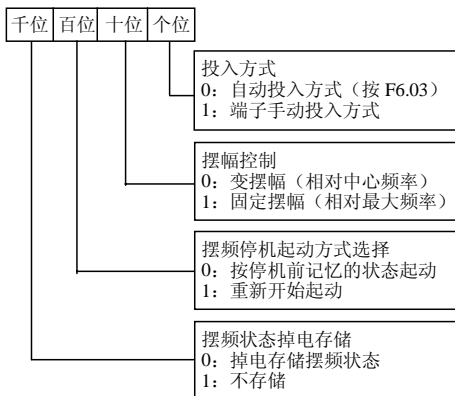 千位 百位 十位 个位
投入方式
0：自动投入方式（按 F6.03）
1：端子手动投入方式
摆幅控制
0：变摆幅（相对中心频率）
1：固定摆幅（相对最大频率）
摆频停机起动方式选择
0：按停机前记忆的状态起动
1：重新开始起动
摆频状态掉电存储
0：掉电存储摆频状态
1：不存储